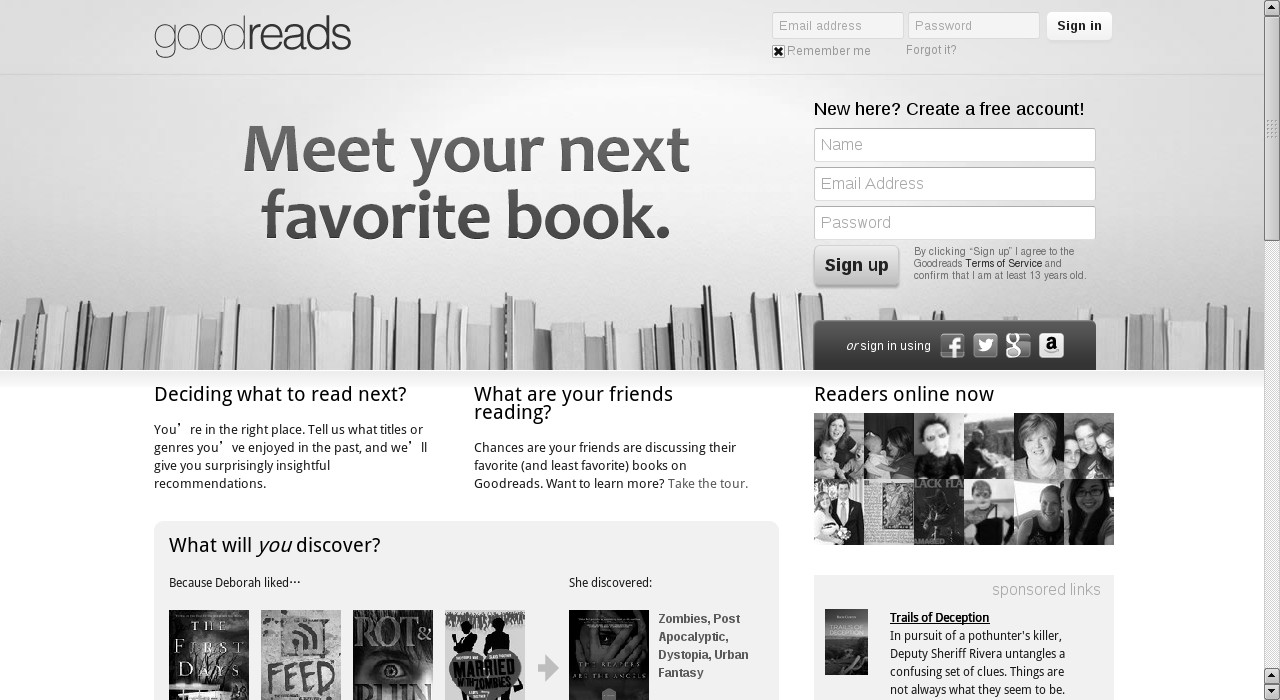 goodreads
Email address
Password
Sign in
Remember me
Forgot it?
Meet your next
favorite book.
New here? Create a free account!
Name
Email Address
Password
Sign up
By clicking “Sign up” I agree to the
Goodreads Terms of Service and
confirm that I am at least 13 years old.
or sign in using
Deciding what to read next?
You’re in the right place. Tell us what titles or
genres you’ve enjoyed in the past, and we’ll
give you surprisingly insightful
recommendations.
What are your friends
reading?
Chances are your friends are discussing their
favorite (and least favorite) books on
Goodreads. Want to learn more? Take the tour.
Readers online now
BLACK FLA
What will you discover?
Because Deborah liked…
THE
FIRST
DAYS
FEED
ROT &
RUIN
MARRIED
WITH ZOMBIES
She discovered:
THE REAPERS
ARE THE ANGELS
Zombies, Post
Apocalyptic,
Dystopia, Urban
Fantasy
sponsored links
TRAILS OF
DECEPTION
Trails of Deception
In pursuit of a pothunter's killer,
Deputy Sheriff Rivera untangles a
confusing set of clues. Things are
not always what they seem to be.